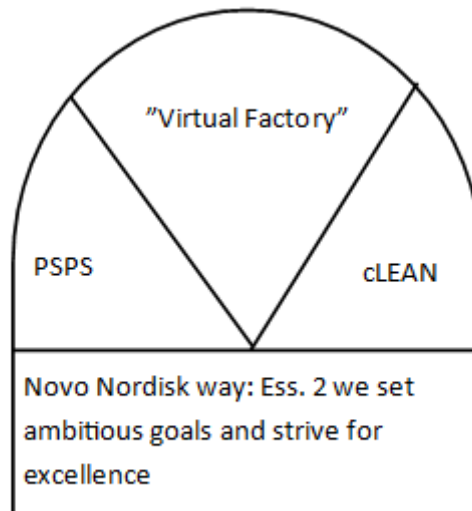 ”Virtual Factory”
PSPS
cLEAN
Novo Nordisk way: Ess. 2 we set
ambitious goals and strive for
excellence